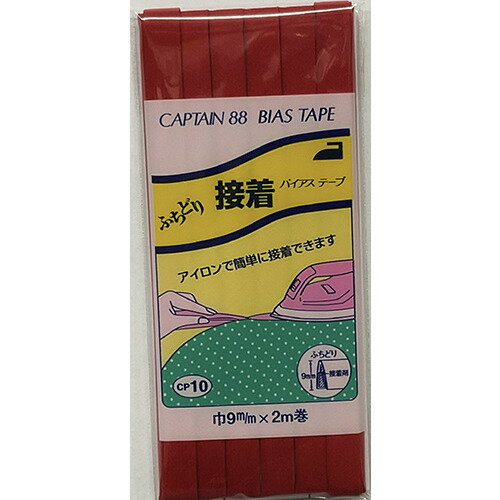 CAPTAIN 88 BIAS TAPE
ふちどり 接着 バイアステープ
アイロンで簡単に接着できます
ふちどり
9mm 接着剤
CP10
巾9m/m×2m巻